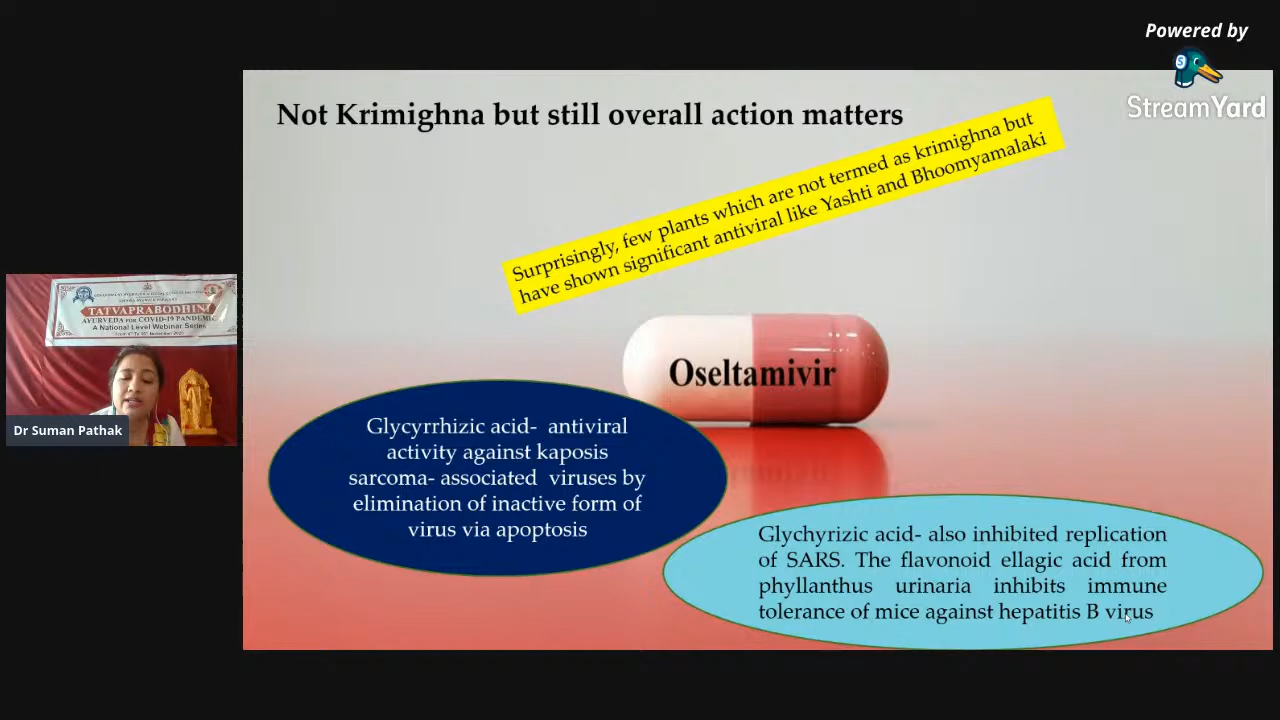 Powered by
StreamYard
Not Krimighna but still overall action matters
Surprisingly, few plants which are not termed as krimighna but
have shown significant antiviral like Yashti and Bhoomyamalaki
Oseltamivir
Glycyrrhizic acid- antiviral
activity against kaposis
sarcoma- associated viruses by
elimination of inactive form of
virus via apoptosis
Glychyrizic acid- also inhibited replication
of SARS. The flavonoid ellagic acid from
phyllanthus urinaria inhibits immune
tolerance of mice against hepatitis B virus
TATVAPRABODHINI
AYURVEDA FOR COVID-19 PANDEMIC
A National Level Webinar Series
Dr Suman Pathak